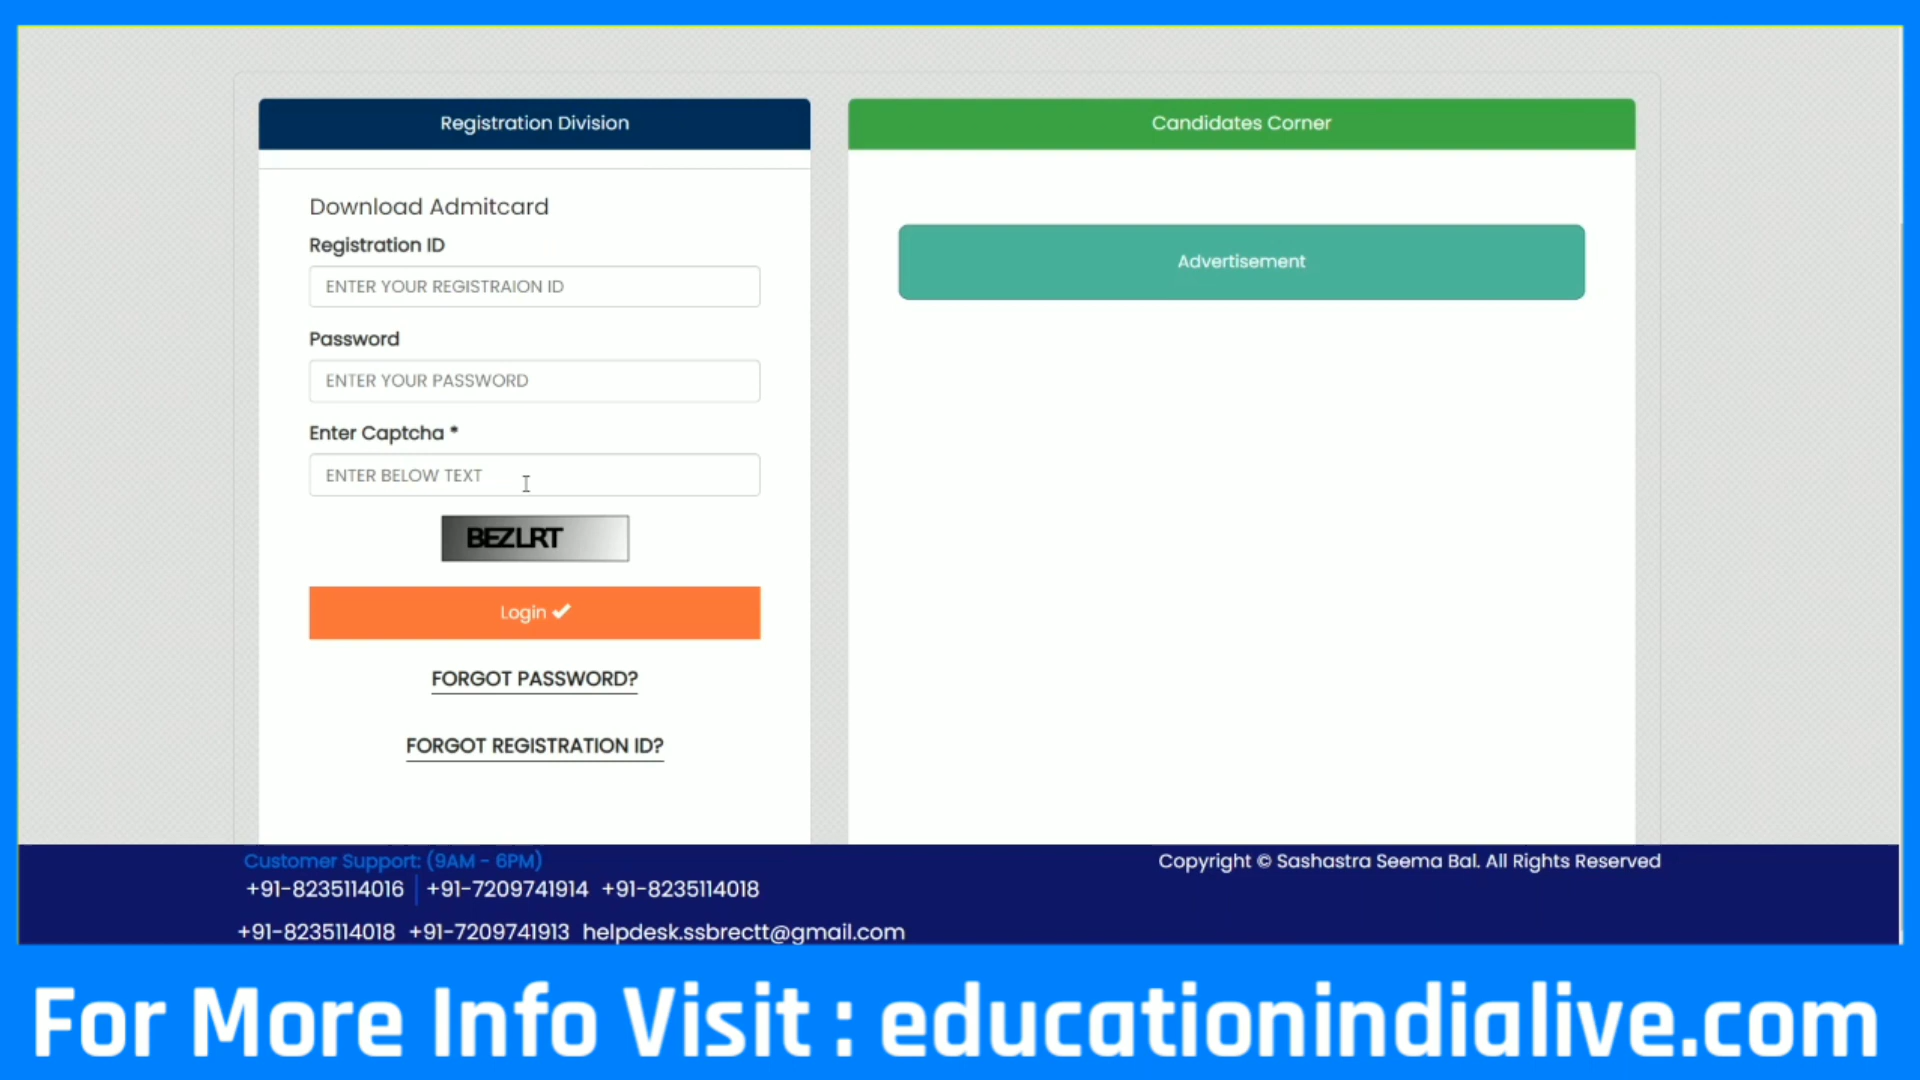 Registration Division
Download Admitcard
Registration ID
ENTER YOUR REGISTRAION ID
Password
ENTER YOUR PASSWORD
Enter Captcha *
ENTER BELOW TEXT
BEZLRT
Login
FORGOT PASSWORD?
FORGOT REGISTRATION ID?
Candidates Corner
Advertisement
Customer Support: (9AM - 6PM)
+91-8235114016 | +91-7209741914 +91-8235114018
+91-8235114018 +91-7209741913 helpdesk.ssbrectt@gmail.com
Copyright © Sashastra Seema Bal. All Rights Reserved
For More Info Visit : educationindialive.com